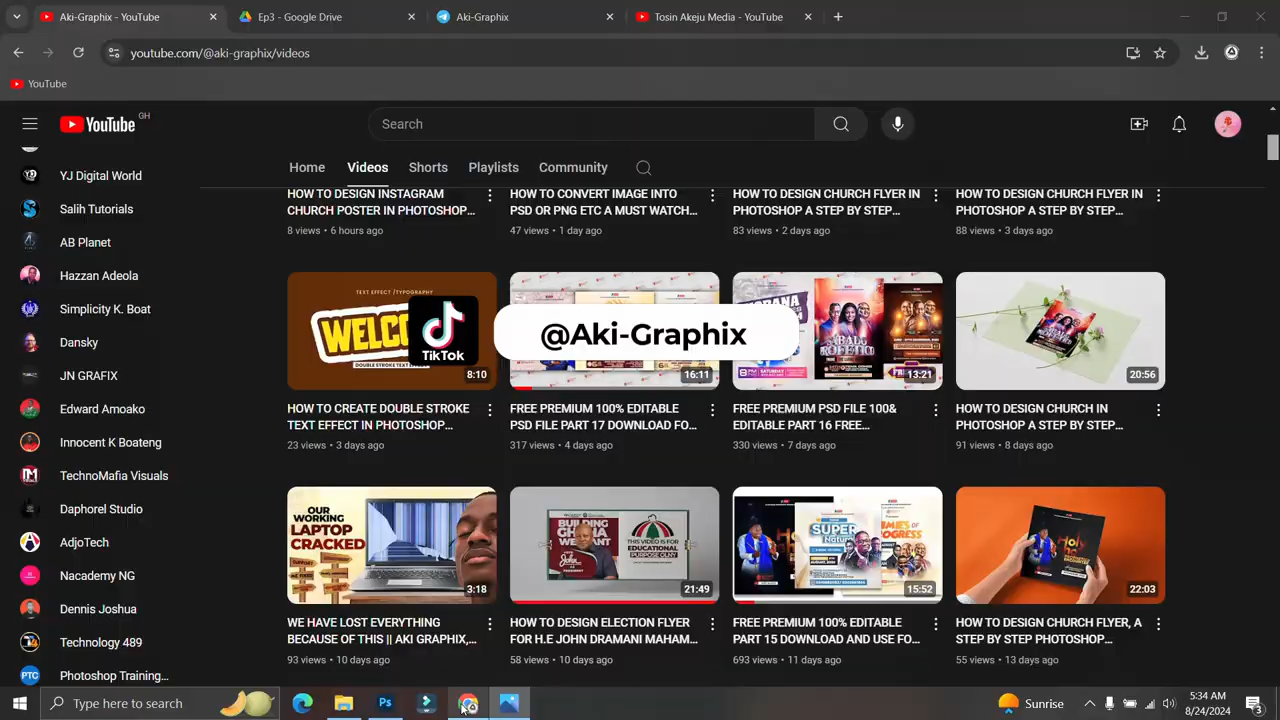 Aki-Graphix - YouTube
Ep3 - Google Drive
Aki-Graphix
Tosin Akeju Media - YouTube
youtube.com/@aki-graphix/videos
YouTube
YouTube GH
Search
Home Videos Shorts Playlists Community
YJ Digital World
Salih Tutorials
AB Planet
Hazzan Adeola
Simplicity K. Boat
Dansky
JN GRAFIX
Edward Amoako
Innocent K Boateng
TechnoMafia Visuals
Daphorel Studio
AdjoTech
Nacademy NG
Dennis Joshua
Technology 489
PTC
Photoshop Training...
HOW TO DESIGN INSTAGRAM
CHURCH POSTER IN PHOTOSHOP...
8 views • 6 hours ago
HOW TO CONVERT IMAGE INTO
PSD OR PNG ETC A MUST WATCH...
47 views • 1 day ago
HOW TO DESIGN CHURCH FLYER IN
PHOTOSHOP A STEP BY STEP...
83 views • 2 days ago
HOW TO DESIGN CHURCH FLYER IN
PHOTOSHOP A STEP BY STEP...
88 views • 3 days ago
TEXT EFFECT /TYPOGRAPHY
WELCO
DOUBLE STROKE TEXT EFFECT
TikTok
@Aki-Graphix
8:10
16:11
13:21
20:56
HOW TO CREATE DOUBLE STROKE
TEXT EFFECT IN PHOTOSHOP...
23 views • 3 days ago
FREE PREMIUM 100% EDITABLE
PSD FILE PART 17 DOWNLOAD FO...
317 views • 4 days ago
FREE PREMIUM PSD FILE 100&
EDITABLE PART 16 FREE...
330 views • 7 days ago
HOW TO DESIGN CHURCH IN
PHOTOSHOP A STEP BY STEP...
91 views • 8 days ago
OUR
WORKING
LAPTOP
CRACKED
3:18
BUILDING
GHANA
WE WANT
THIS VIDEO IS FOR
EDUCATIONAL
PURPOSE OLNY
21:49
SUPER
Nature
15:52
Holy
22:03
WE HAVE LOST EVERYTHING
BECAUSE OF THIS || AKI GRAPHIX,...
93 views • 10 days ago
HOW TO DESIGN ELECTION FLYER
FOR H.E JOHN DRAMANI MAHAM...
58 views • 10 days ago
FREE PREMIUM 100% EDITABLE
PART 15 DOWNLOAD AND USE FO...
693 views • 11 days ago
HOW TO DESIGN CHURCH FLYER, A
STEP BY STEP PHOTOSHOP...
55 views • 13 days ago
Type here to search
Ps
Sunrise
5:34 AM
8/24/2024
3